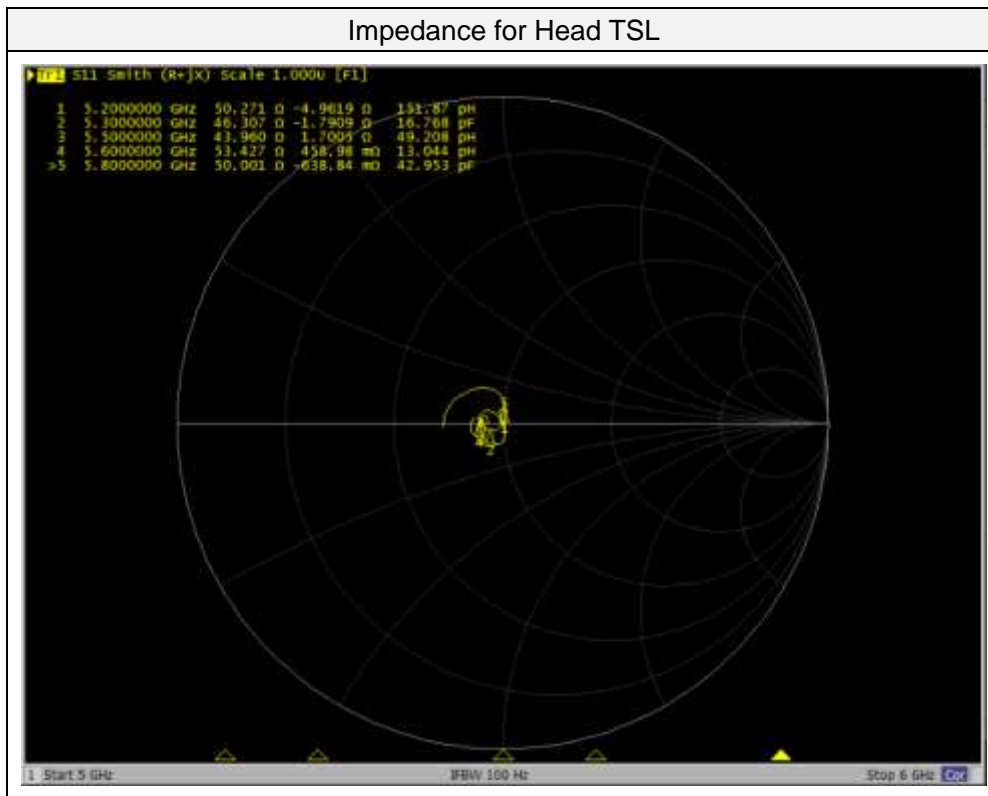 Impedance for Head TSL
Tr1 S11 Smith (R+jX) Scale 1.000U [F1]
1 5.2000000 GHz 50.271 Ω -4.9619 Ω 151.87 pH
2 5.3000000 GHz 46.307 Ω -1.7909 Ω 16.768 pF
3 5.5000000 GHz 43.960 Ω 1.7005 Ω 49.208 pH
4 5.6000000 GHz 53.427 Ω 458.98 mΩ 13.044 pH
>5 5.8000000 GHz 50.001 Ω -638.84 mΩ 42.953 pF
1 Start 5 GHz IFBW 100 Hz Stop 6 GHz Cor